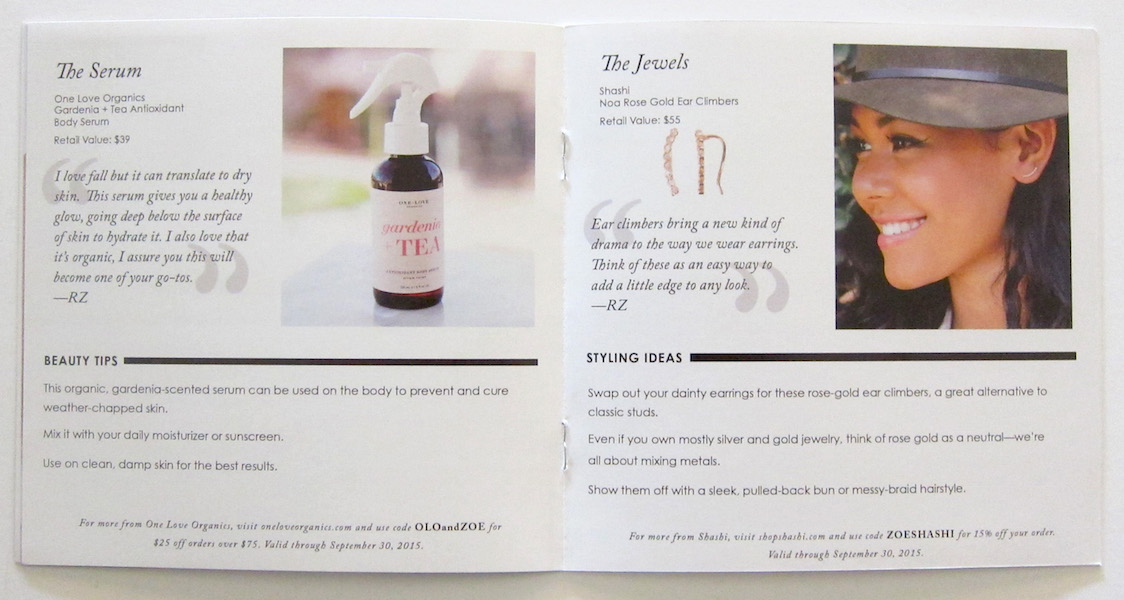 The Serum
One Love Organics
Gardenia + Tea Antioxidant
Body Serum
Retail Value: $39
I love fall but it can translate to dry
skin. This serum gives you a healthy
glow, going deep below the surface
of skin to hydrate it. I also love that
it's organic, I assure you this will
become one of your go-tos.
—RZ
ONE LOVE
gardenia
+ TEA
ANTIOXIDANT BODY SERUM
BEAUTY TIPS
This organic, gardenia-scented serum can be used on the body to prevent and cure
weather-chapped skin.
Mix it with your daily moisturizer or sunscreen.
Use on clean, damp skin for the best results.
For more from One Love Organics, visit oneloveorganics.com and use code OLOandZOE for
$25 off orders over $75. Valid through September 30, 2015.
The Jewels
Shashi
Noa Rose Gold Ear Climbers
Retail Value: $55
Ear climbers bring a new kind of
drama to the way we wear earrings.
Think of these as an easy way to
add a little edge to any look.
—RZ
STYLING IDEAS
Swap out your dainty earrings for these rose-gold ear climbers, a great alternative to
classic studs.
Even if you own mostly silver and gold jewelry, think of rose gold as a neutral—we're
all about mixing metals.
Show them off with a sleek, pulled-back bun or messy-braid hairstyle.
For more from Shashi, visit shopshashi.com and use code ZOESHASHI for 15% off your order.
Valid through September 30, 2015.